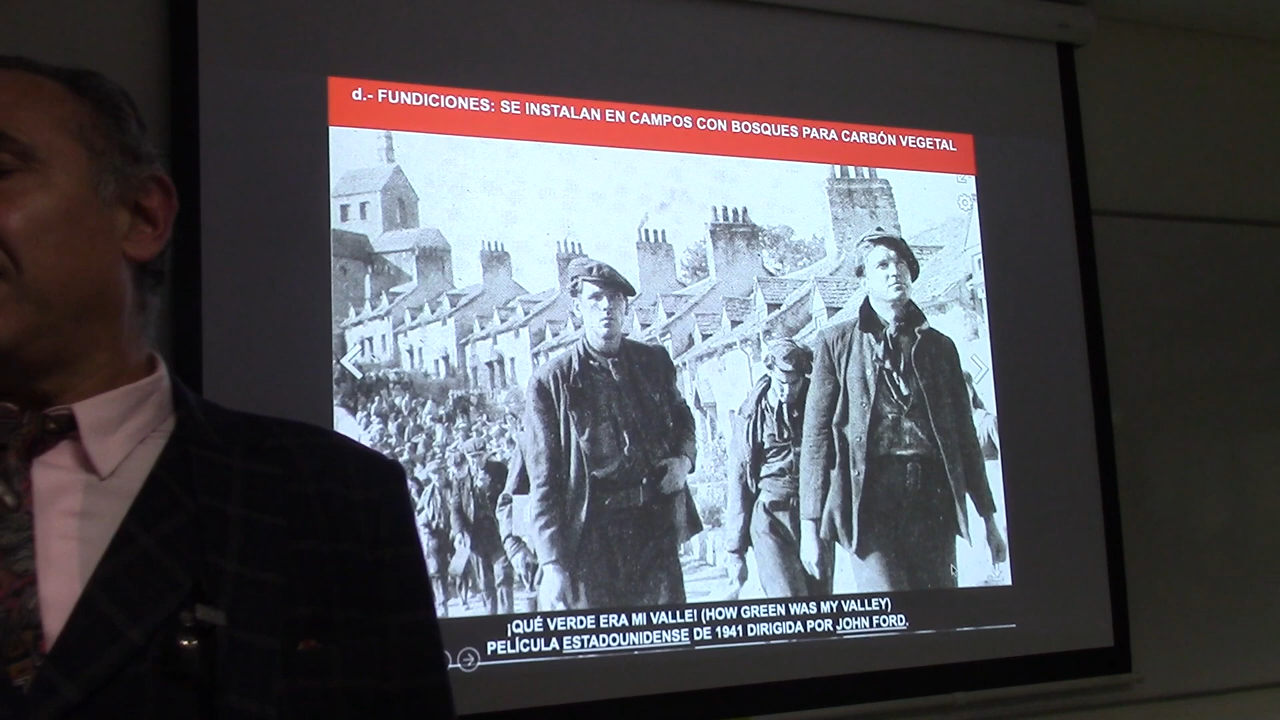 d.- FUNDICIONES: SE INSTALAN EN CAMPOS CON BOSQUES PARA CARBÓN VEGETAL
¡QUÉ VERDE ERA MI VALLE! (HOW GREEN WAS MY VALLEY)
PELÍCULA ESTADOUNIDENSE DE 1941 DIRIGIDA POR JOHN FORD.